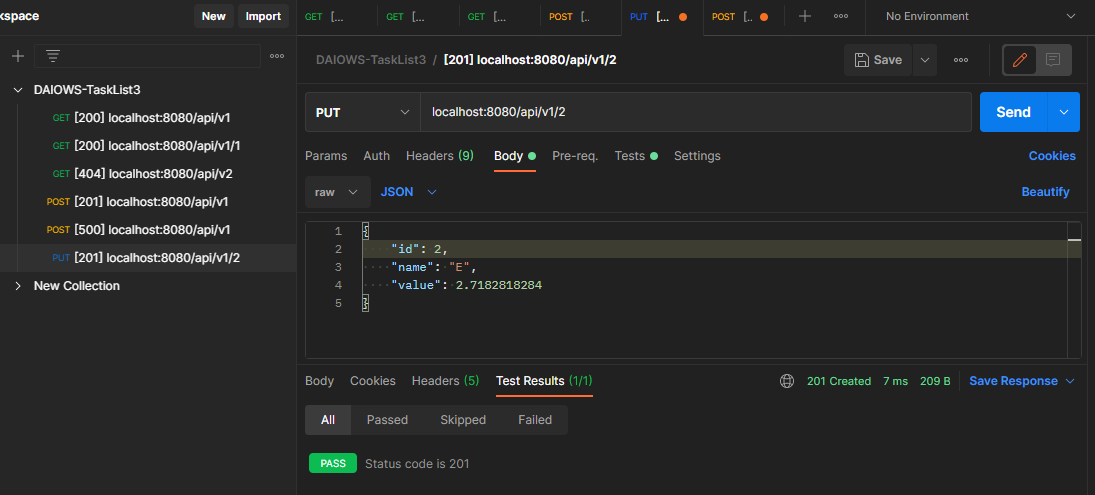 kspace
New
Import
GET [...
GET [...
GET [...
POST [..
PUT [...
POST [..
No Environment
DAIOWS-TaskList3 / [201] localhost:8080/api/v1/2
Save
DAIOWS-TaskList3
GET [200] localhost:8080/api/v1
GET [200] localhost:8080/api/v1/1
GET [404] localhost:8080/api/v2
POST [201] localhost:8080/api/v1
POST [500] localhost:8080/api/v1
PUT [201] localhost:8080/api/v1/2
New Collection
PUT
localhost:8080/api/v1/2
Send
Params Auth Headers (9) Body Pre-req. Tests Settings
Cookies
raw
JSON
Beautify
1 {
2 "id": 2,
3 "name": "E",
4 "value": 2.7182818284
5 }
Body Cookies Headers (5) Test Results (1/1)
201 Created 7 ms 209 B
Save Response
All Passed Skipped Failed
PASS Status code is 201